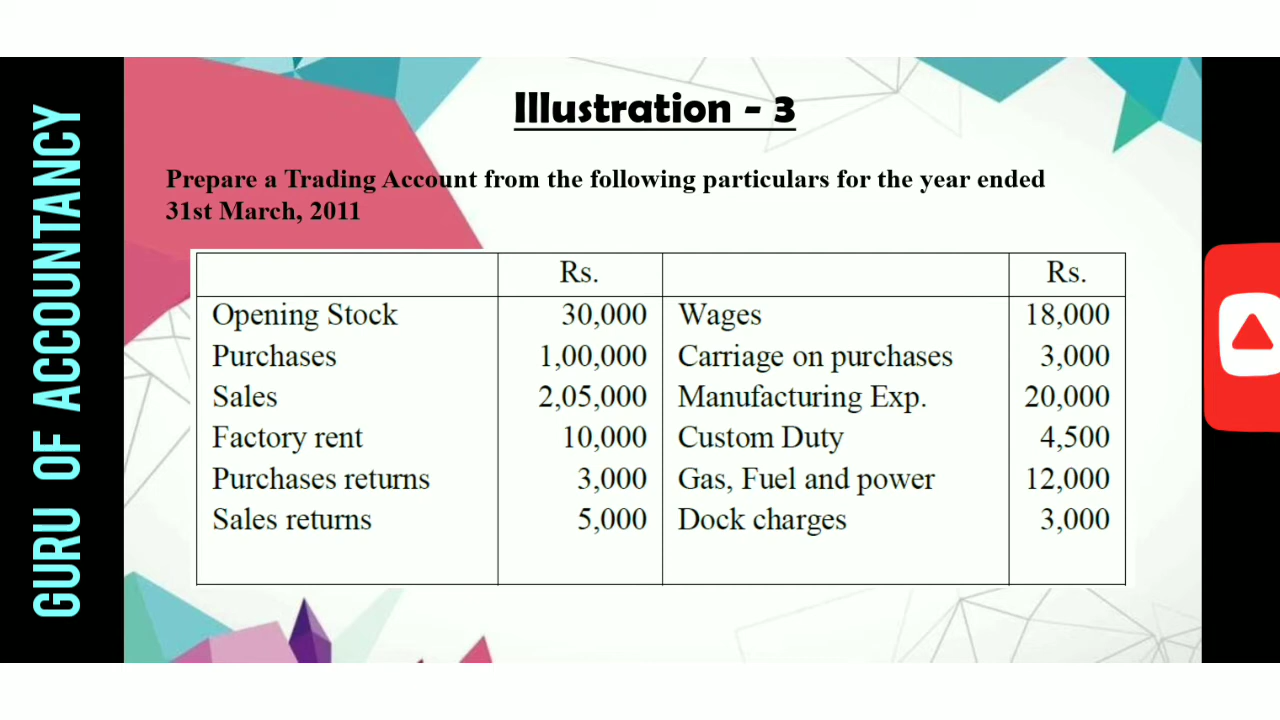 GURU OF ACCOUNTANCY
Illustration - 3
Prepare a Trading Account from the following particulars for the year ended
31st March, 2011
Rs. Rs.
Opening Stock 30,000 Wages 18,000
Purchases 1,00,000 Carriage on purchases 3,000
Sales 2,05,000 Manufacturing Exp. 20,000
Factory rent 10,000 Custom Duty 4,500
Purchases returns 3,000 Gas, Fuel and power 12,000
Sales returns 5,000 Dock charges 3,000